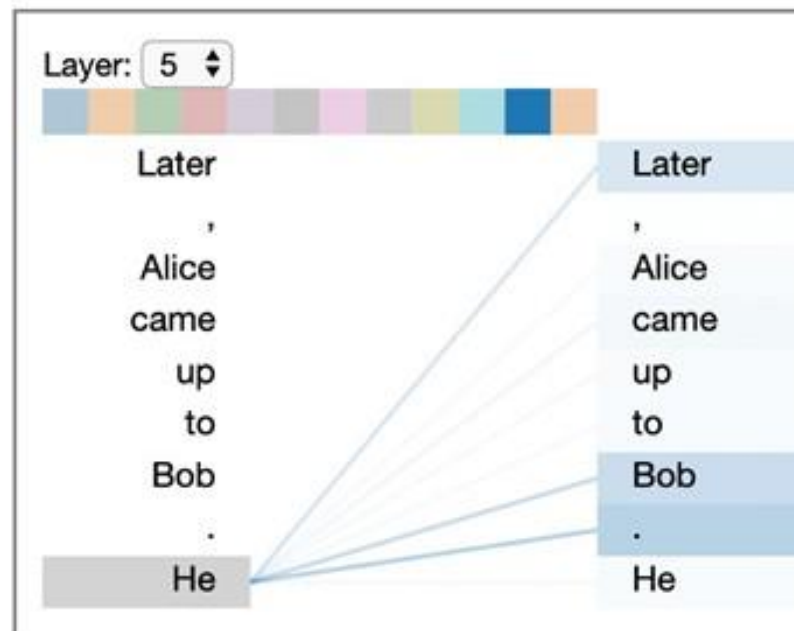 Layer: 5
Later Later
, ,
Alice Alice
came came
up up
to to
Bob Bob
. .
He He